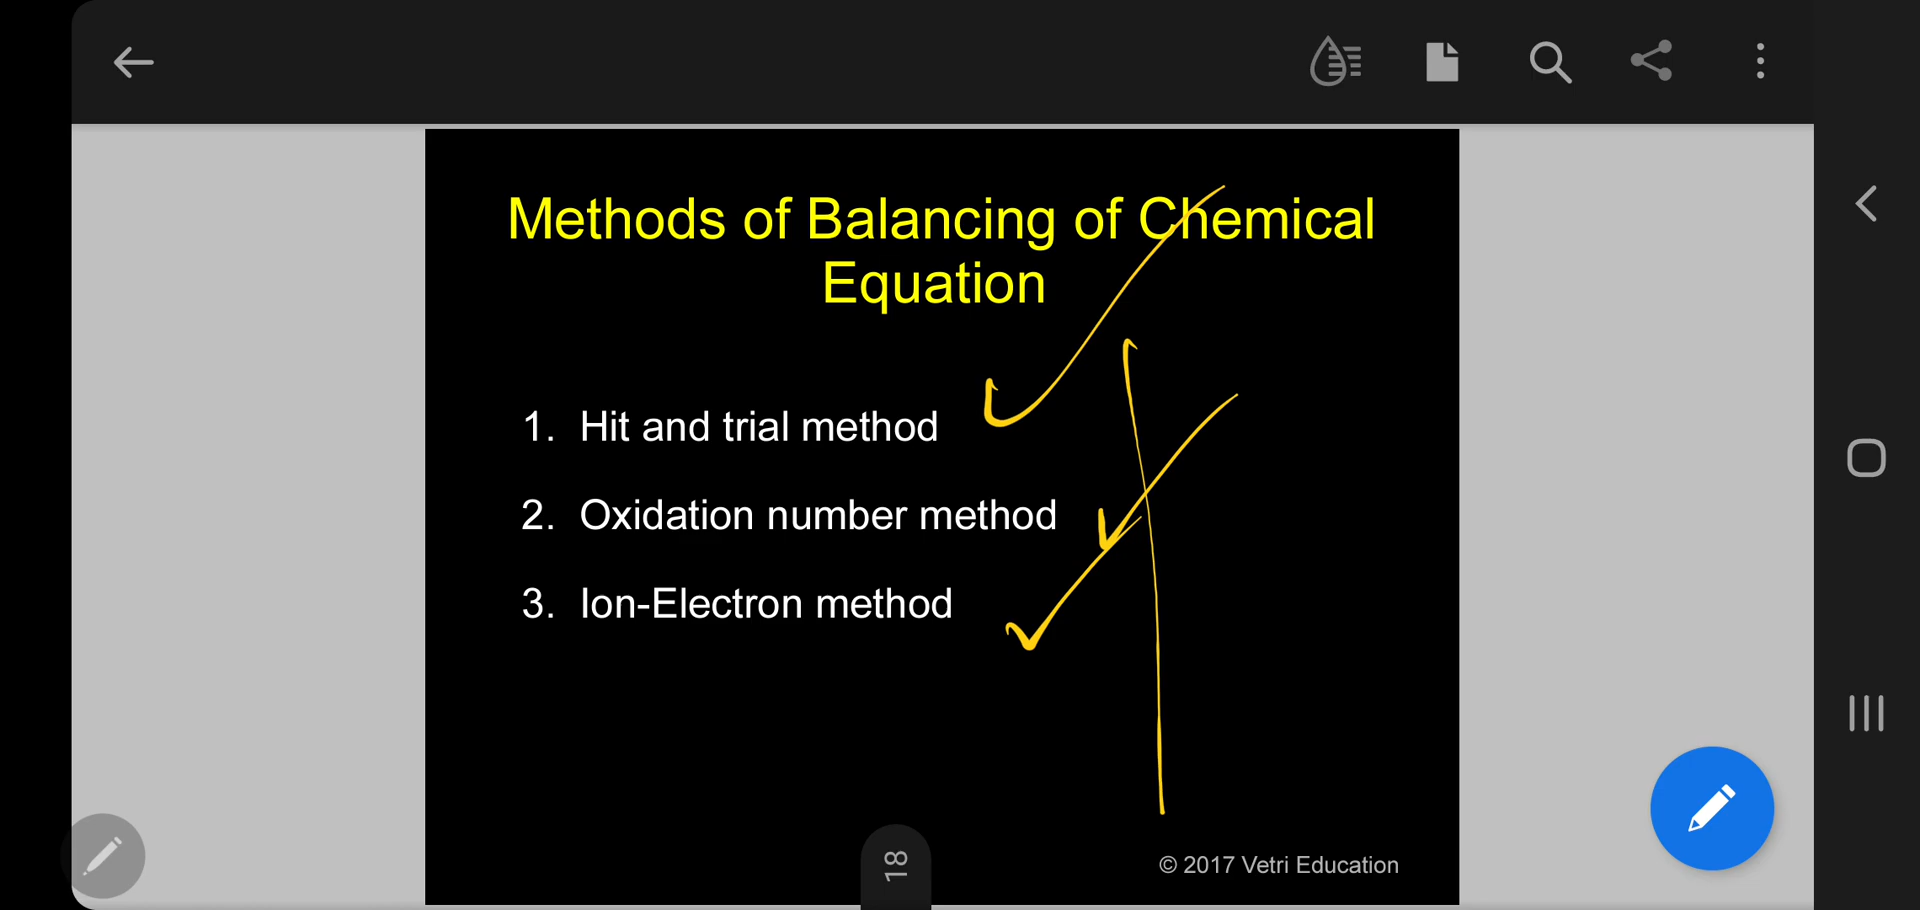 Methods of Balancing of Chemical
Equation
1. Hit and trial method
2. Oxidation number method
3. Ion-Electron method
18
© 2017 Vetri Education